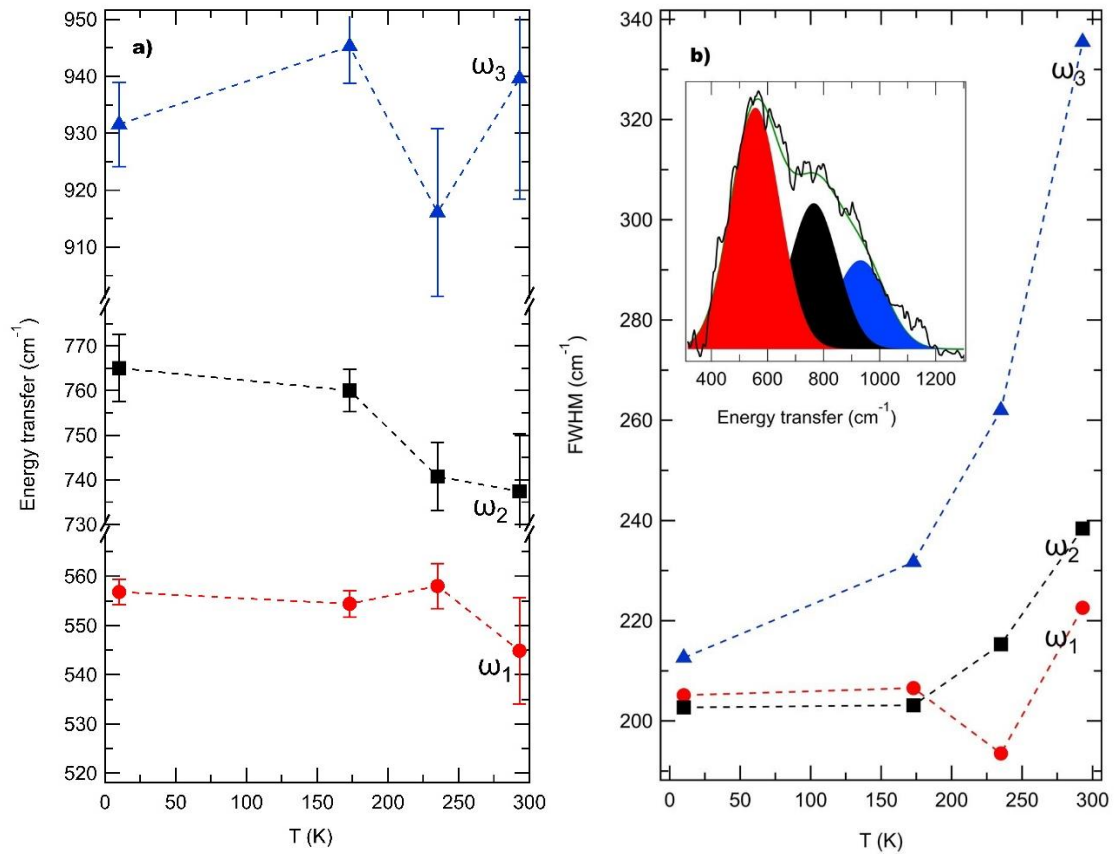 a)
950
940
930
920
910
770
760
750
740
730
560
550
540
530
520
ω3
ω2
ω1
Energy transfer (cm-1)
0 50 100 150 200 250 300
T (K)
b)
340
320
300
280
260
240
220
200
ω3
ω2
ω1
FWHM (cm-1)
400 600 800 1000 1200
Energy transfer (cm-1)
0 50 100 150 200 250 300
T (K)